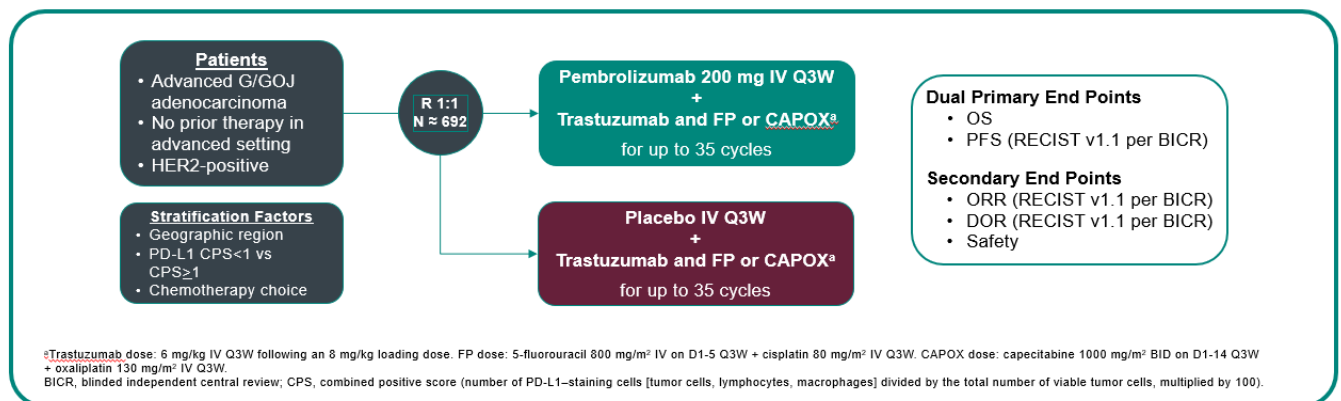 Patients
• Advanced G/GOJ
adenocarcinoma
• No prior therapy in
advanced setting
• HER2-positive
Stratification Factors
• Geographic region
• PD-L1 CPS<1 vs
CPS≥1
• Chemotherapy choice
R 1:1
N ≈ 692
Pembrolizumab 200 mg IV Q3W
+
Trastuzumab and FP or CAPOXª
for up to 35 cycles
Placebo IV Q3W
+
Trastuzumab and FP or CAPOXª
for up to 35 cycles
Dual Primary End Points
• OS
• PFS (RECIST v1.1 per BICR)
Secondary End Points
• ORR (RECIST v1.1 per BICR)
• DOR (RECIST v1.1 per BICR)
• Safety
ªTrastuzumab dose: 6 mg/kg IV Q3W following an 8 mg/kg loading dose. FP dose: 5-fluorouracil 800 mg/m² IV on D1-5 Q3W + cisplatin 80 mg/m² IV Q3W. CAPOX dose: capecitabine 1000 mg/m² BID on D1-14 Q3W
+ oxaliplatin 130 mg/m² IV Q3W.
BICR, blinded independent central review; CPS, combined positive score (number of PD-L1–staining cells [tumor cells, lymphocytes, macrophages] divided by the total number of viable tumor cells, multiplied by 100).